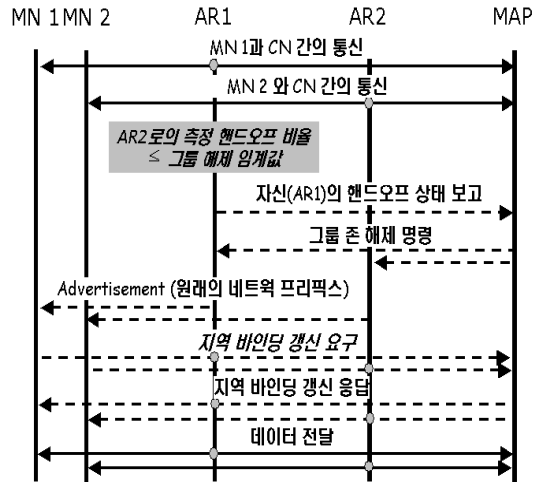 MN 1 MN 2 AR1 AR2 MAP
MN 1과 CN 간의 통신
MN 2 와 CN 간의 통신
AR2로의 측정 핸드오프 비율
≤ 그룹 해제 임계값
자신(AR1)의 핸드오프 상태 보고
그룹 존 해제 명령
Advertisement (원래의 네트웍 프리픽스)
지역 바인딩 갱신 요구
지역 바인딩 갱신 응답
데이터 전달